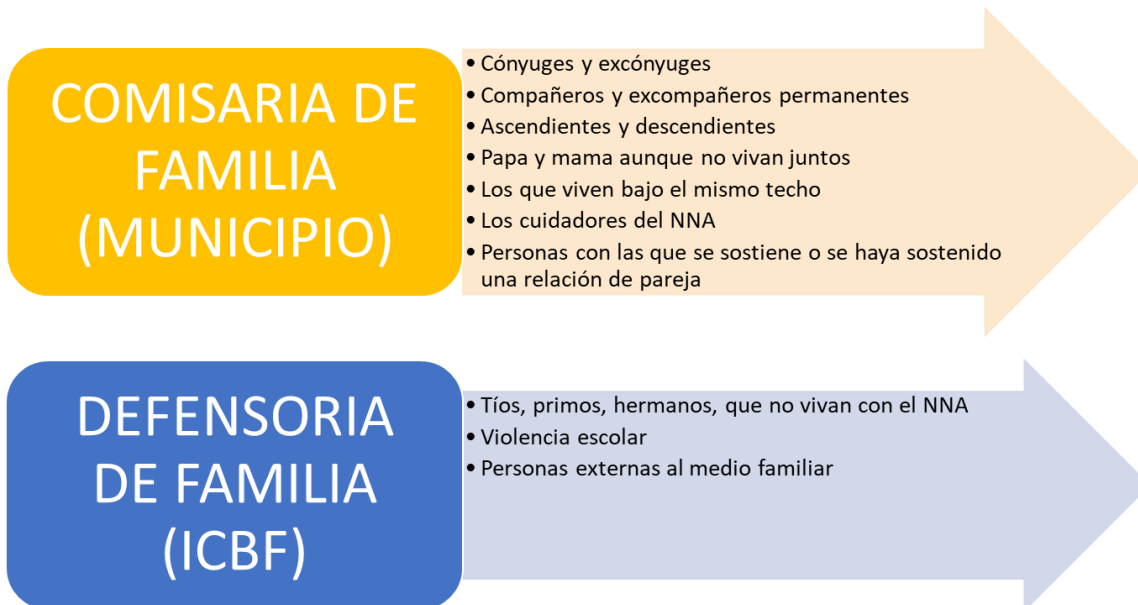 COMISARIA DE
FAMILIA
(MUNICIPIO)
• Cónyuges y excónyuges
• Compañeros y excompañeros permanentes
• Ascendientes y descendientes
• Papa y mama aunque no vivan juntos
• Los que viven bajo el mismo techo
• Los cuidadores del NNA
• Personas con las que se sostiene o se haya sostenido
una relación de pareja
DEFENSORIA
DE FAMILIA
(ICBF)
• Tíos, primos, hermanos, que no vivan con el NNA
• Violencia escolar
• Personas externas al medio familiar